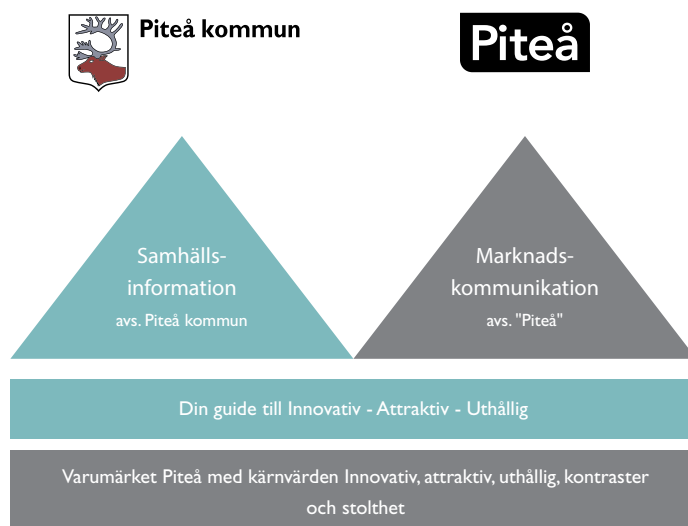 Piteå kommun
Piteå
Samhälls-
information
avs. Piteå kommun
Marknads-
kommunikation
avs. "Piteå"
Din guide till Innovativ - Attraktiv - Uthållig
Varumärket Piteå med kärnvärden Innovativ, attraktiv, uthållig, kontraster
och stolthet